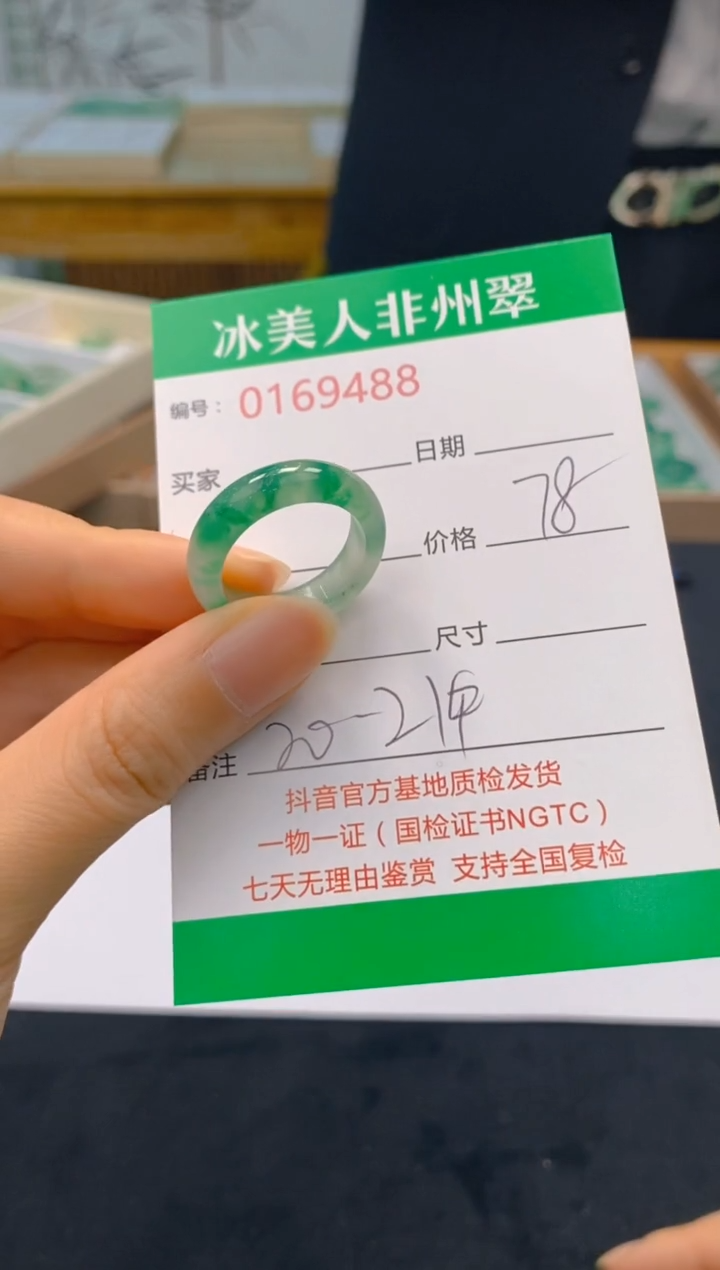 冰美人非州翠
编号： 0169488
买家 日期
价格 78
尺寸
备注 20-21
抖音官方基地质检发货
一物一证（国检证书NGTC）
七天无理由鉴赏 支持全国复检